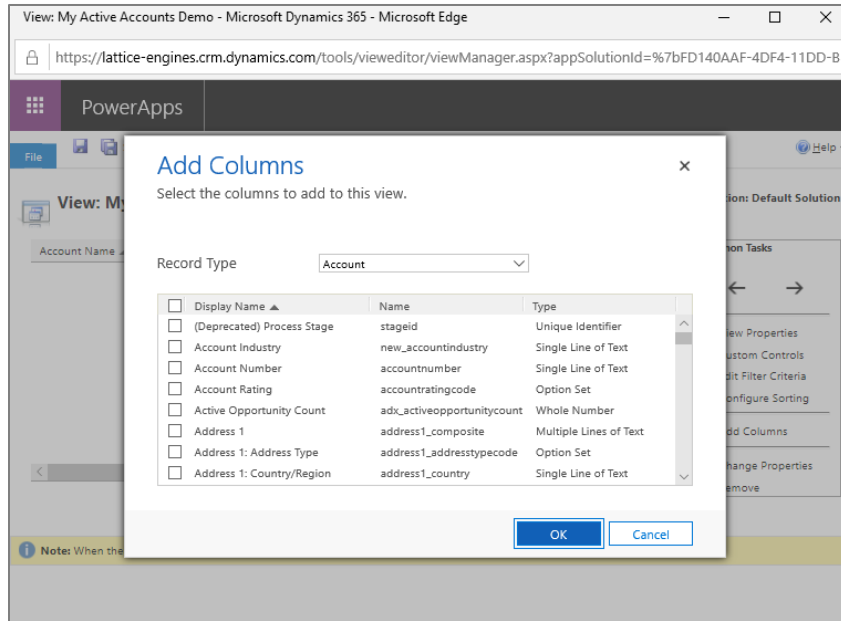 View: My Active Accounts Demo - Microsoft Dynamics 365 - Microsoft Edge
https://lattice-engines.crm.dynamics.com/tools/vieweditor/viewManager.aspx?appSolutionId=%7bFD140AAF-4DF4-11DD-B
PowerApps
File
Help
View: My
Account Name
Add Columns
Select the columns to add to this view.
Record Type Account
Display Name Name Type
(Deprecated) Process Stage stageid Unique Identifier
Account Industry new_accountindustry Single Line of Text
Account Number accountnumber Single Line of Text
Account Rating accountratingcode Option Set
Active Opportunity Count adx_activeopportunitycount Whole Number
Address 1 address1_composite Multiple Lines of Text
Address 1: Address Type address1_addresstypecode Option Set
Address 1: Country/Region address1_country Single Line of Text
OK Cancel
tion: Default Solution
mon Tasks
iew Properties
ustom Controls
dit Filter Criteria
onfigure Sorting
dd Columns
hange Properties
emove
Note: When the